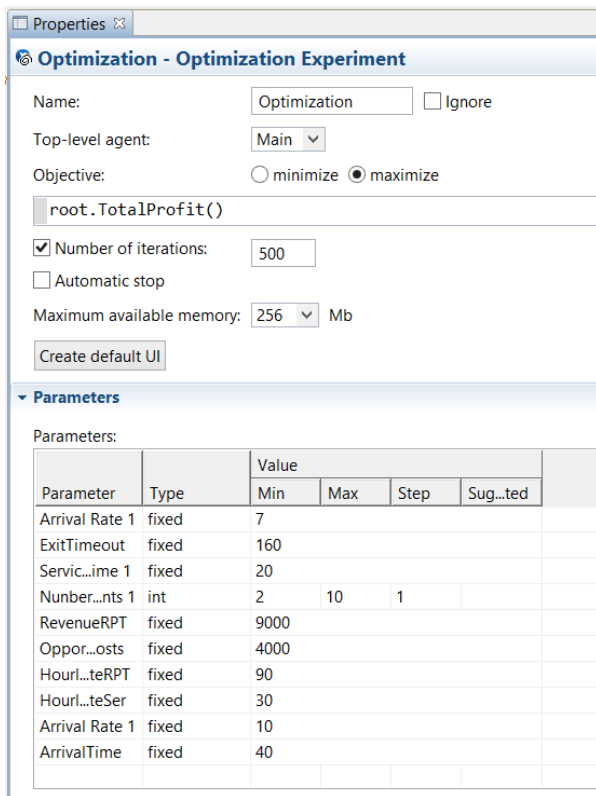 Properties
Optimization - Optimization Experiment
Name: Optimization Ignore
Top-level agent: Main
Objective: minimize maximize
root.TotalProfit()
Number of iterations: 500
Automatic stop
Maximum available memory: 256 Mb
Create default UI
Parameters
Parameters:
Value
Parameter Type Min Max Step Sug...ted
Arrival Rate 1 fixed 7
ExitTimeout fixed 160
Servic...ime 1 fixed 20
Nunber...nts 1 int 2 10 1
RevenueRPT fixed 9000
Oppor...osts fixed 4000
Hourl...teRPT fixed 90
Hourl...teSer fixed 30
Arrival Rate 1 fixed 10
ArrivalTime fixed 40